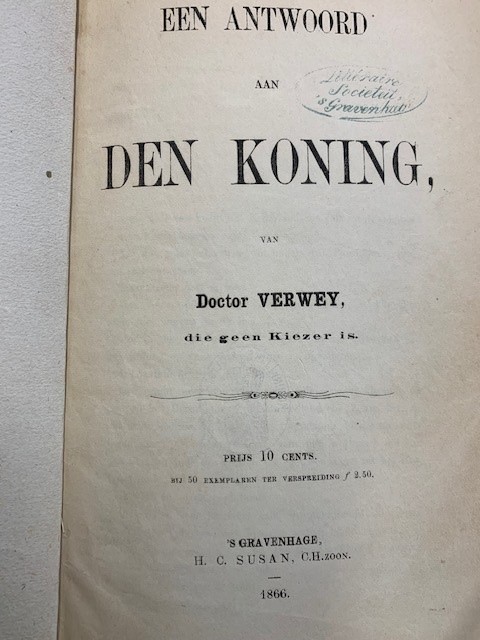 EEN ANTWOORD
AAN
Littéraire
Societeit,
's Gravenhage
DEN KONING,
VAN
Doctor VERWEY,
die geen Kiezer is.
PRIJS 10 CENTS.
BIJ 50 EXEMPLAREN TER VERSPREIDING ƒ 2.50.
'S GRAVENHAGE,
H. C. SUSAN, C.H.ZOON.
1866.